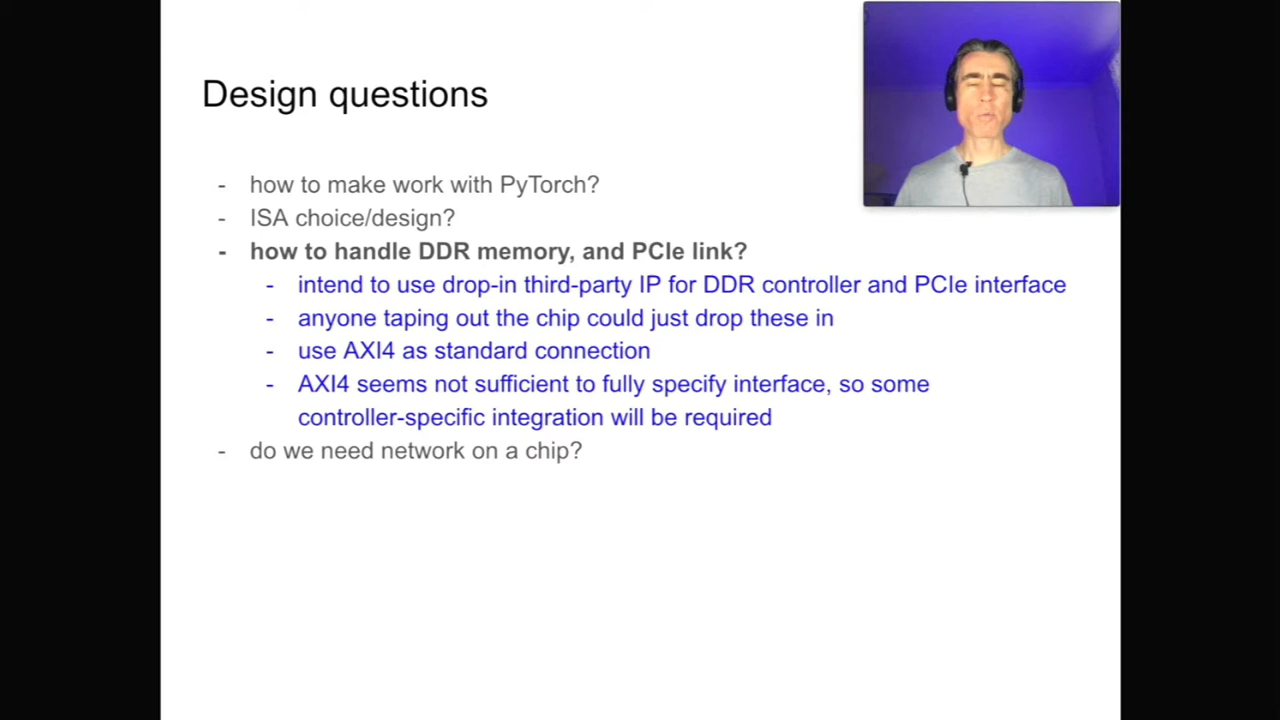 Design questions
- how to make work with PyTorch?
- ISA choice/design?
- how to handle DDR memory, and PCIe link?
- intend to use drop-in third-party IP for DDR controller and PCIe interface
- anyone taping out the chip could just drop these in
- use AXI4 as standard connection
- AXI4 seems not sufficient to fully specify interface, so some
controller-specific integration will be required
- do we need network on a chip?